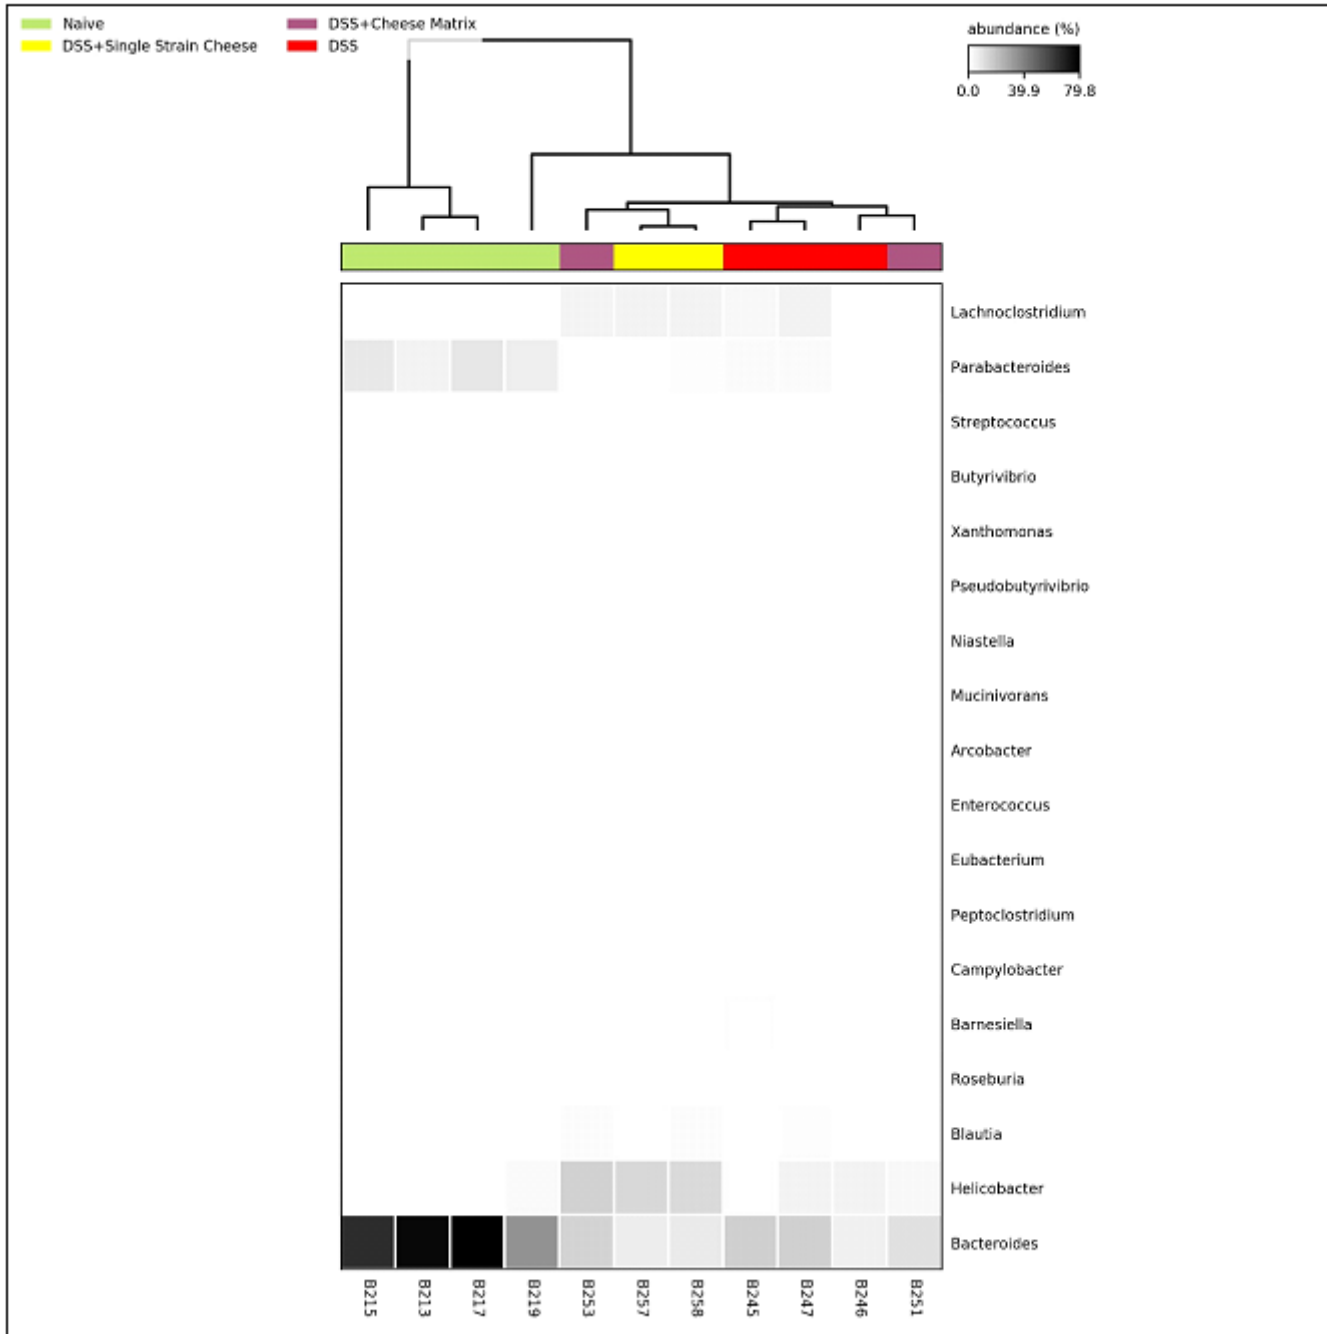 Naive
DSS+Cheese Matrix
DSS+Single Strain Cheese
DSS
abundance (%)
0.0 39.9 79.8
Lachnoclostridium
Parabacteroides
Streptococcus
Butyrivibrio
Xanthomonas
Pseudobutyrivibrio
Niastella
Mucinivorans
Arcobacter
Enterococcus
Eubacterium
Peptoclostridium
Campylobacter
Barnesiella
Roseburia
Blautia
Helicobacter
Bacteroides
B215
B213
B217
B219
B253
B257
B258
B245
B247
B246
B251